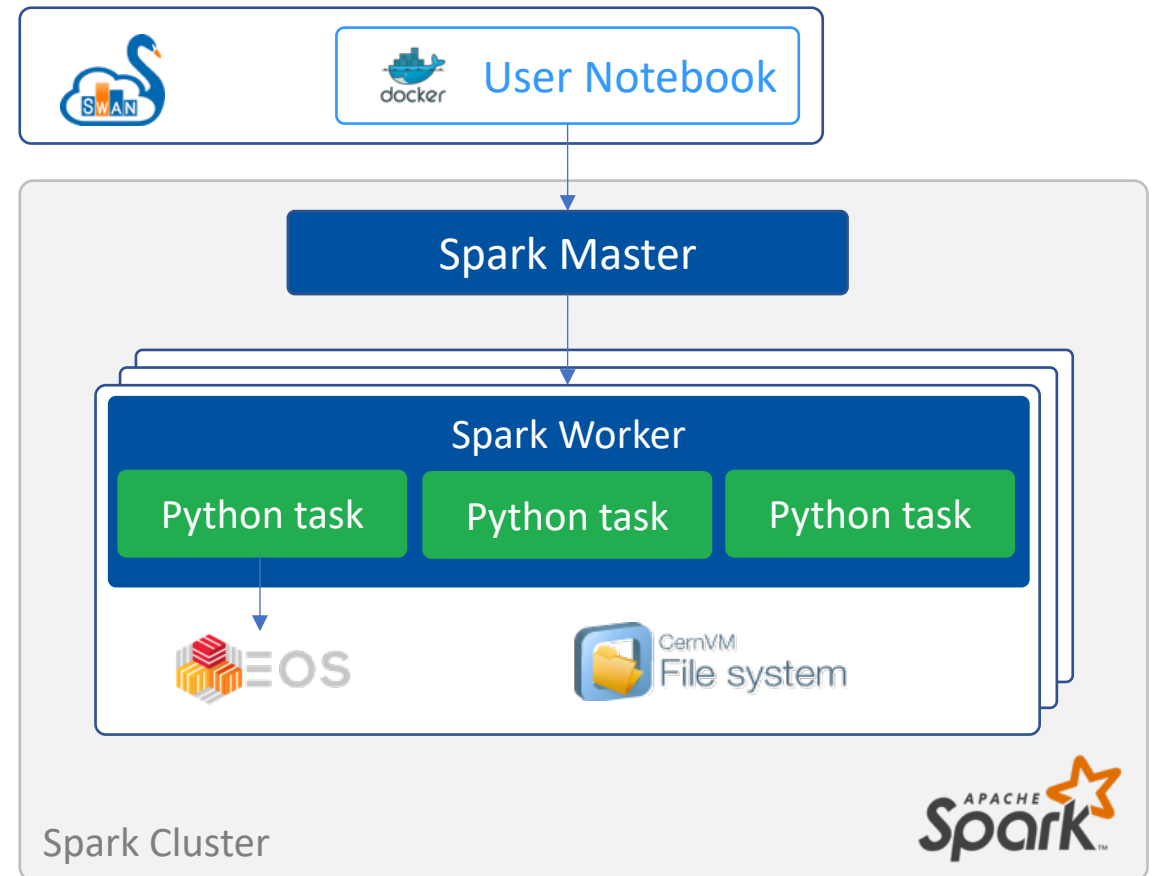 SWAN
docker
User Notebook
Spark Master
Spark Worker
Python task
Python task
Python task
EOS
CernVM
File system
Spark Cluster
APACHE
Spark™